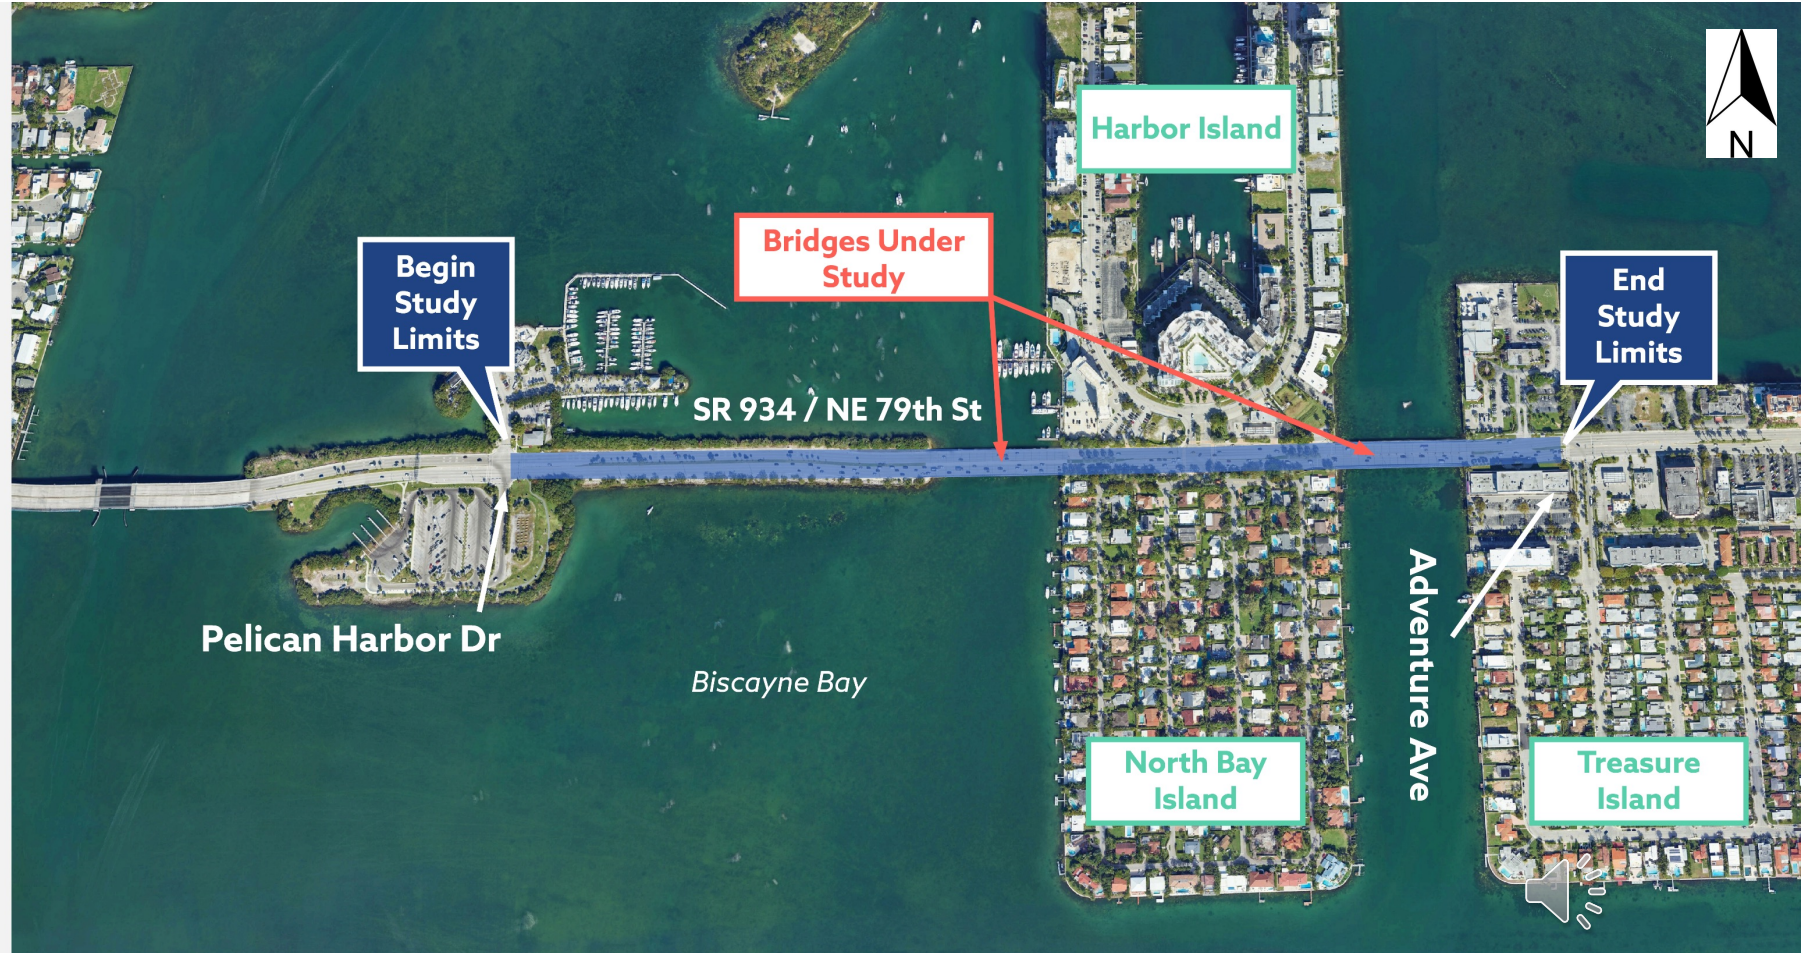 Harbor Island
N
Bridges Under
Study
Begin
Study
Limits
End
Study
Limits
SR 934 / NE 79th St
Pelican Harbor Dr
Adventure Ave
Biscayne Bay
North Bay
Island
Treasure
Island